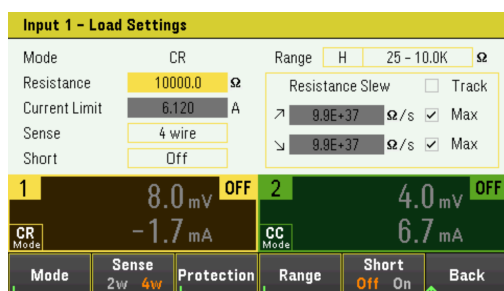 Input 1 – Load Settings
Mode CR Range H 25 – 10.0K Ω
Resistance 10000.0 Ω Resistance Slew Track
Current Limit 6.120 A 9.9E+37 Ω/s Max
Sense 4 wire 9.9E+37 Ω/s Max
Short Off
1 8.0 mV OFF 2 4.0 mV OFF
CR Mode −1.7 mA CC Mode 6.7 mA
Mode Sense 2w 4w Protection Range Short Off On Back